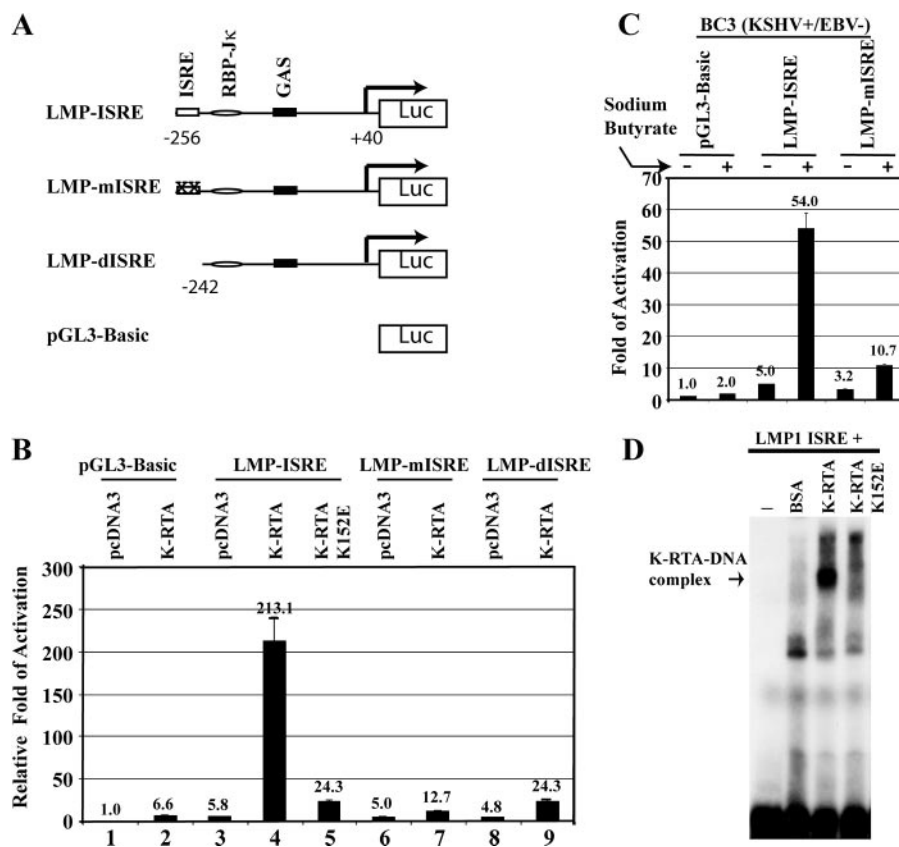 A
ISRE
RBP-Jκ
GAS
LMP-ISRE
Luc
-256
+40
LMP-mISRE
XX
Luc
LMP-dISRE
Luc
-242
pGL3-Basic
Luc
B
pGL3-Basic
LMP-ISRE
LMP-mISRE
LMP-dISRE
pcDNA3
K-RTA
pcDNA3
K-RTA
K-RTA
K152E
pcDNA3
K-RTA
pcDNA3
K-RTA
Relative Fold of Activation
300
250
200
150
100
50
0
1.0
6.6
5.8
213.1
24.3
5.0
12.7
4.8
24.3
1 2 3 4 5 6 7 8 9
C
BC3 (KSHV+/EBV-)
pGL3-Basic
LMP-ISRE
LMP-mISRE
Sodium
Butyrate
- + - + - +
Fold of Activation
70
60
50
40
30
20
10
0
1.0
2.0
5.0
54.0
3.2
10.7
D
LMP1 ISRE +
–
BSA
K-RTA
K-RTA
K152E
K-RTA-DNA
complex